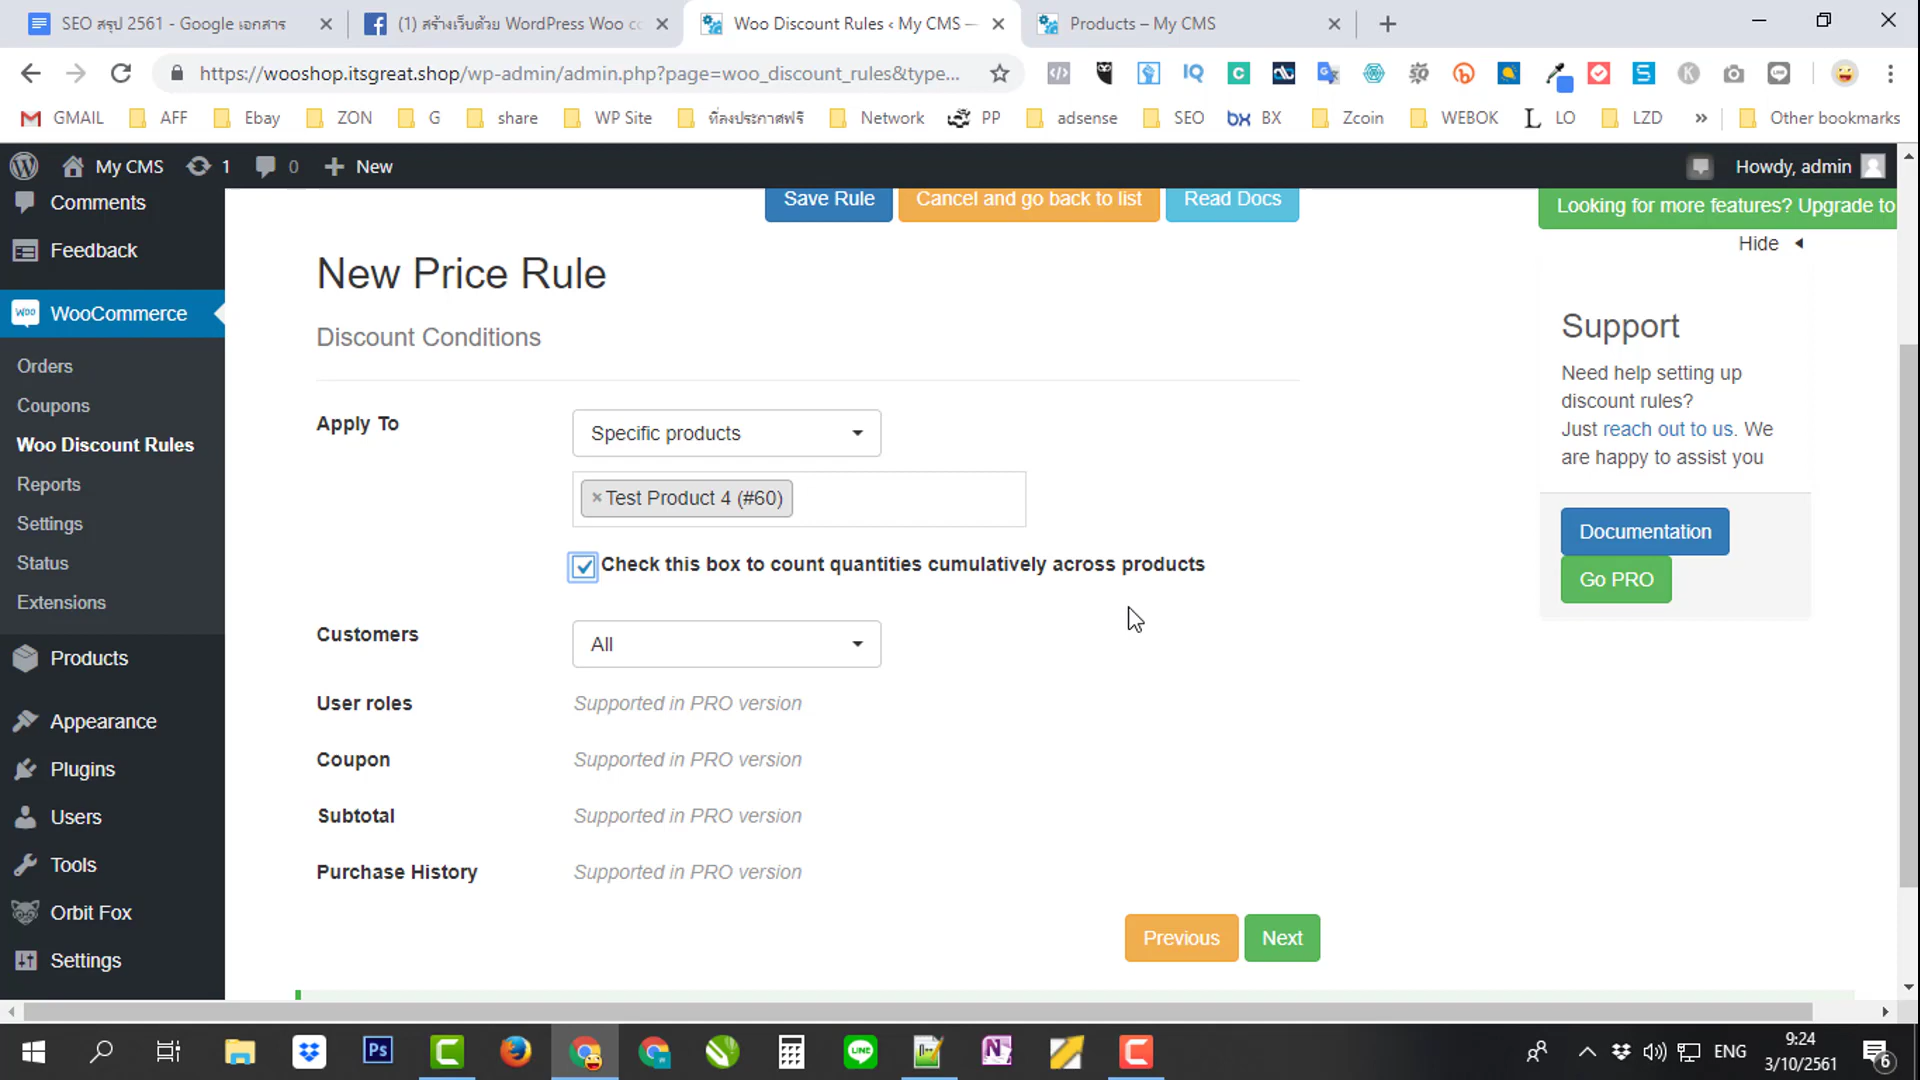 SEO สรุป 2561 - Google เอกสาร
(1) สร้างเว็บด้วย WordPress Woo cc
Woo Discount Rules ‹ My CMS —
Products – My CMS
https://wooshop.itsgreat.shop/wp-admin/admin.php?page=woo_discount_rules&type...
GMAIL AFF Ebay ZON G share WP Site ที่ลงประกาศฟรี Network PP adsense SEO BX Zcoin WEBOK LO LZD » Other bookmarks
My CMS 1 0 New Howdy, admin
Comments
Feedback
WooCommerce
Orders
Coupons
Woo Discount Rules
Reports
Settings
Status
Extensions
Products
Appearance
Plugins
Users
Tools
Orbit Fox
Settings
Save Rule Cancel and go back to list Read Docs
New Price Rule
Discount Conditions
Apply To Specific products
×Test Product 4 (#60)
Check this box to count quantities cumulatively across products
Customers All
User roles Supported in PRO version
Coupon Supported in PRO version
Subtotal Supported in PRO version
Purchase History Supported in PRO version
Previous Next
Looking for more features? Upgrade to
Hide
Support
Need help setting up
discount rules?
Just reach out to us. We
are happy to assist you
Documentation
Go PRO
ENG
9:24
3/10/2561
6